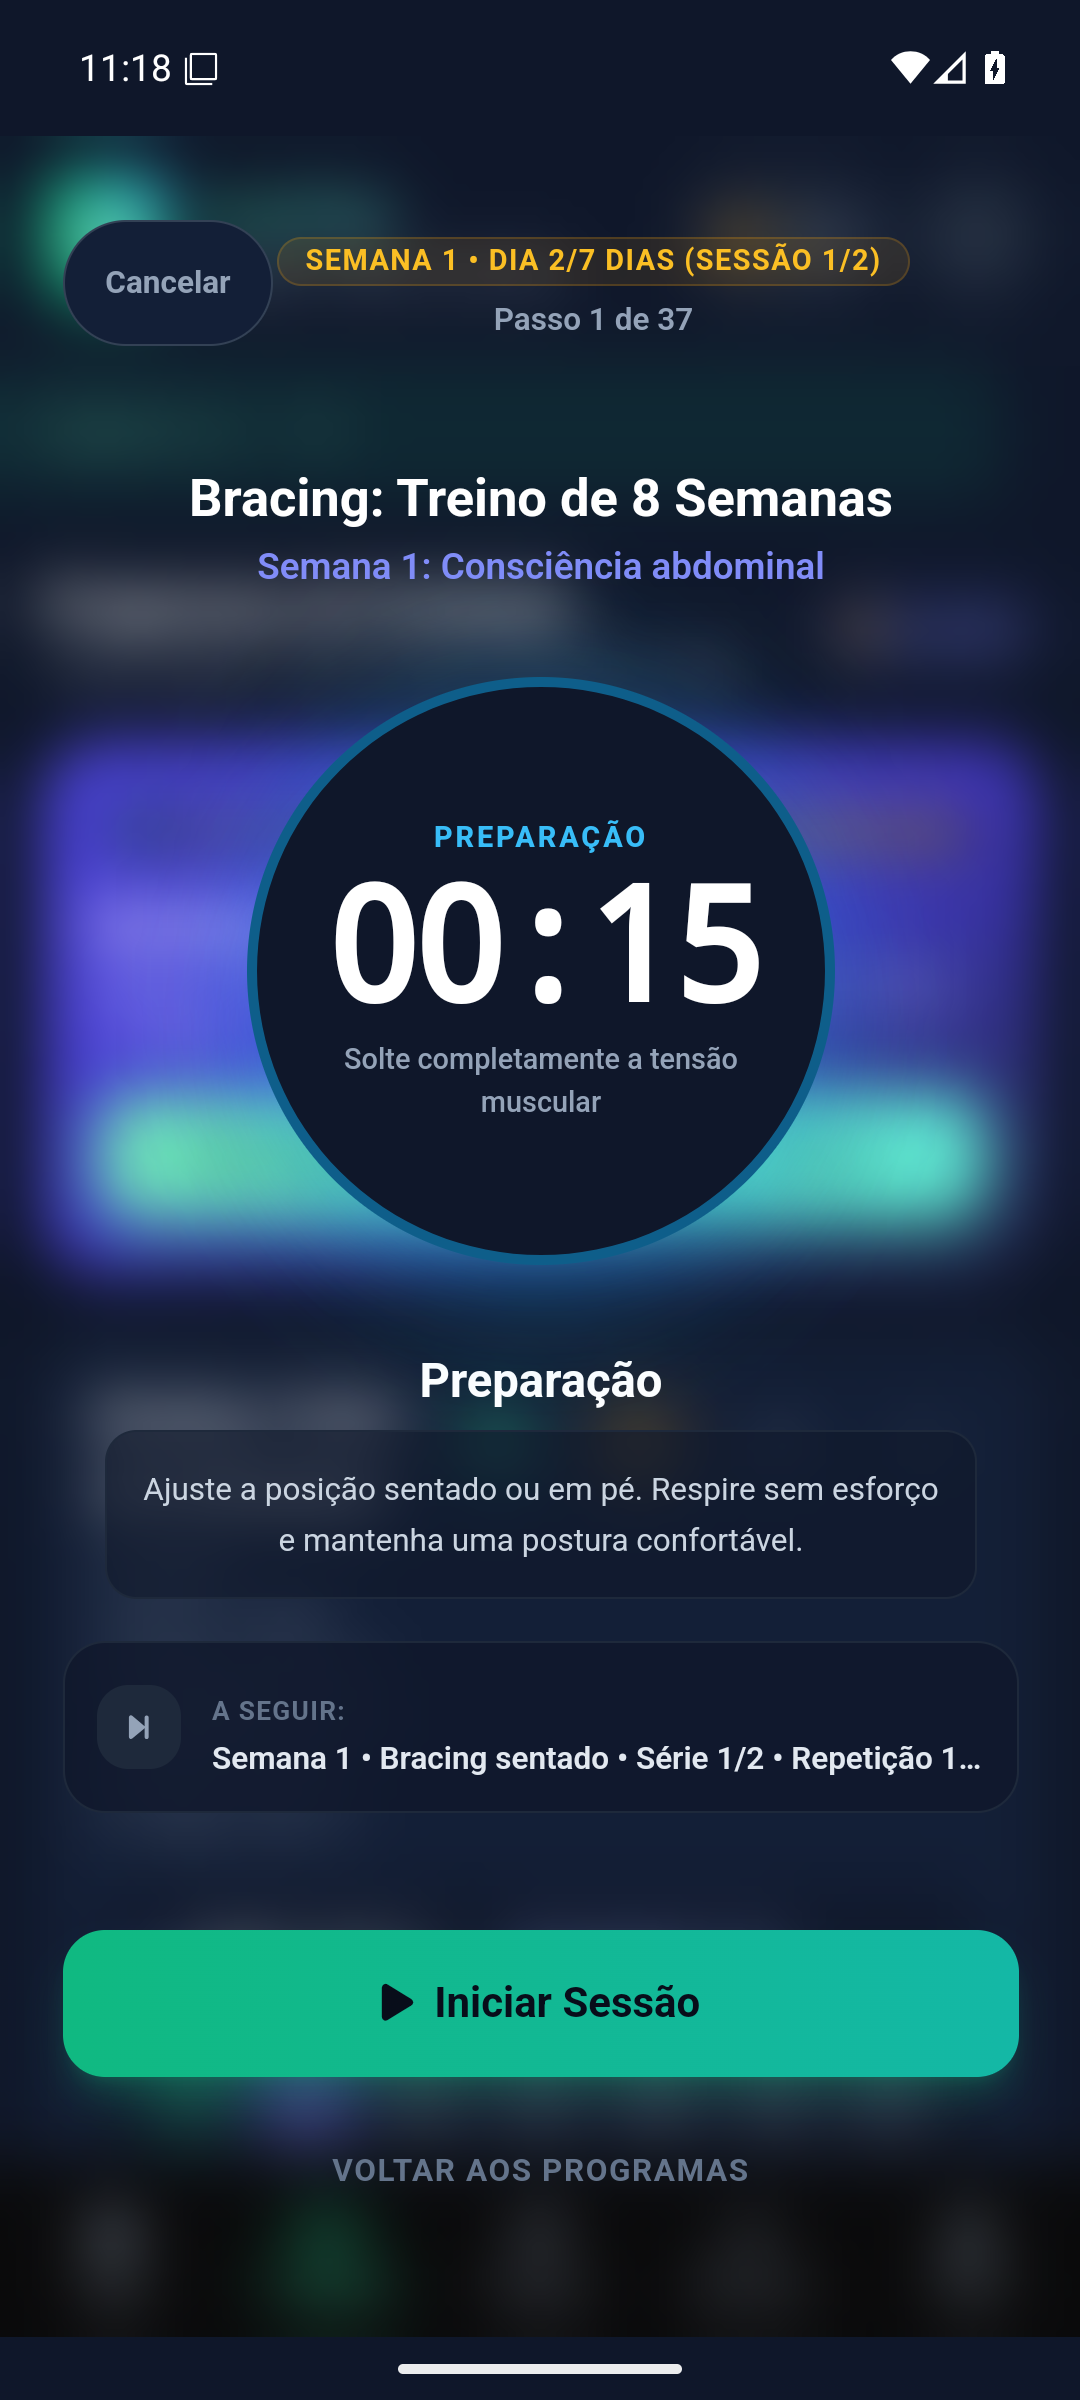 11:18
Cancelar
SEMANA 1 • DIA 2/7 DIAS (SESSÃO 1/2)
Passo 1 de 37
Bracing: Treino de 8 Semanas
Semana 1: Consciência abdominal
PREPARAÇÃO
00:15
Solte completamente a tensão
muscular
Preparação
Ajuste a posição sentado ou em pé. Respire sem esforço
e mantenha uma postura confortável.
A SEGUIR:
Semana 1 • Bracing sentado • Série 1/2 • Repetição 1...
Iniciar Sessão
VOLTAR AOS PROGRAMAS